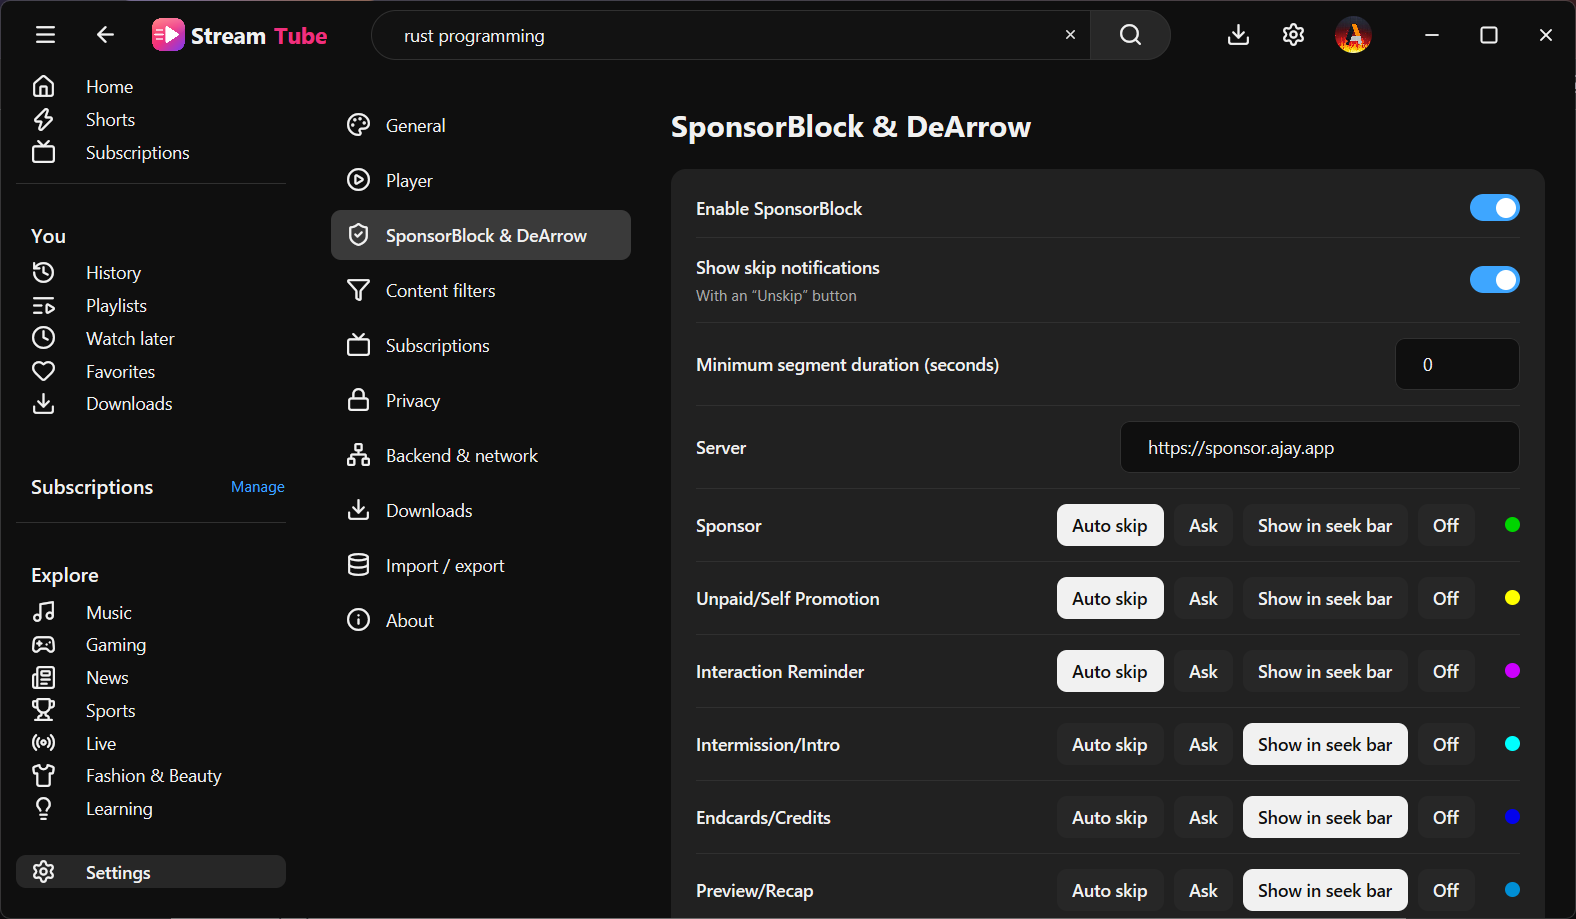 Stream Tube
rust programming
Home
Shorts
Subscriptions
You
History
Playlists
Watch later
Favorites
Downloads
Subscriptions Manage
Explore
Music
Gaming
News
Sports
Live
Fashion & Beauty
Learning
Settings
General
Player
SponsorBlock & DeArrow
Content filters
Subscriptions
Privacy
Backend & network
Downloads
Import / export
About
SponsorBlock & DeArrow
Enable SponsorBlock
Show skip notifications
With an “Unskip” button
Minimum segment duration (seconds) 0
Server https://sponsor.ajay.app
Sponsor Auto skip Ask Show in seek bar Off
Unpaid/Self Promotion Auto skip Ask Show in seek bar Off
Interaction Reminder Auto skip Ask Show in seek bar Off
Intermission/Intro Auto skip Ask Show in seek bar Off
Endcards/Credits Auto skip Ask Show in seek bar Off
Preview/Recap Auto skip Ask Show in seek bar Off